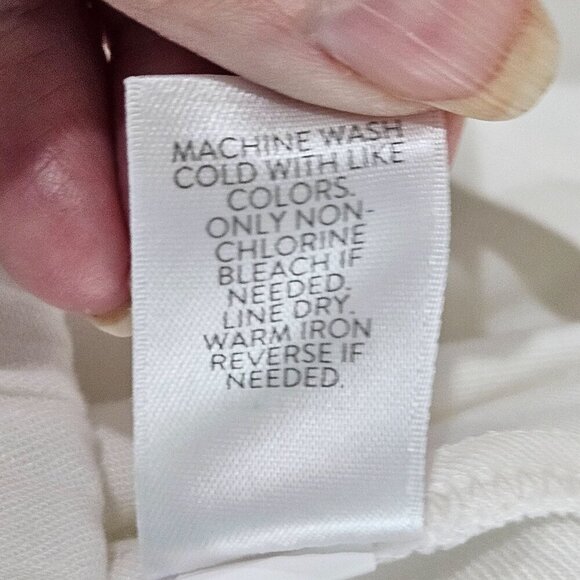 MACHINE WASH
COLD WITH LIKE
COLORS.
ONLY NON-
CHLORINE
BLEACH IF
NEEDED.
LINE DRY.
WARM IRON
REVERSE IF
NEEDED.